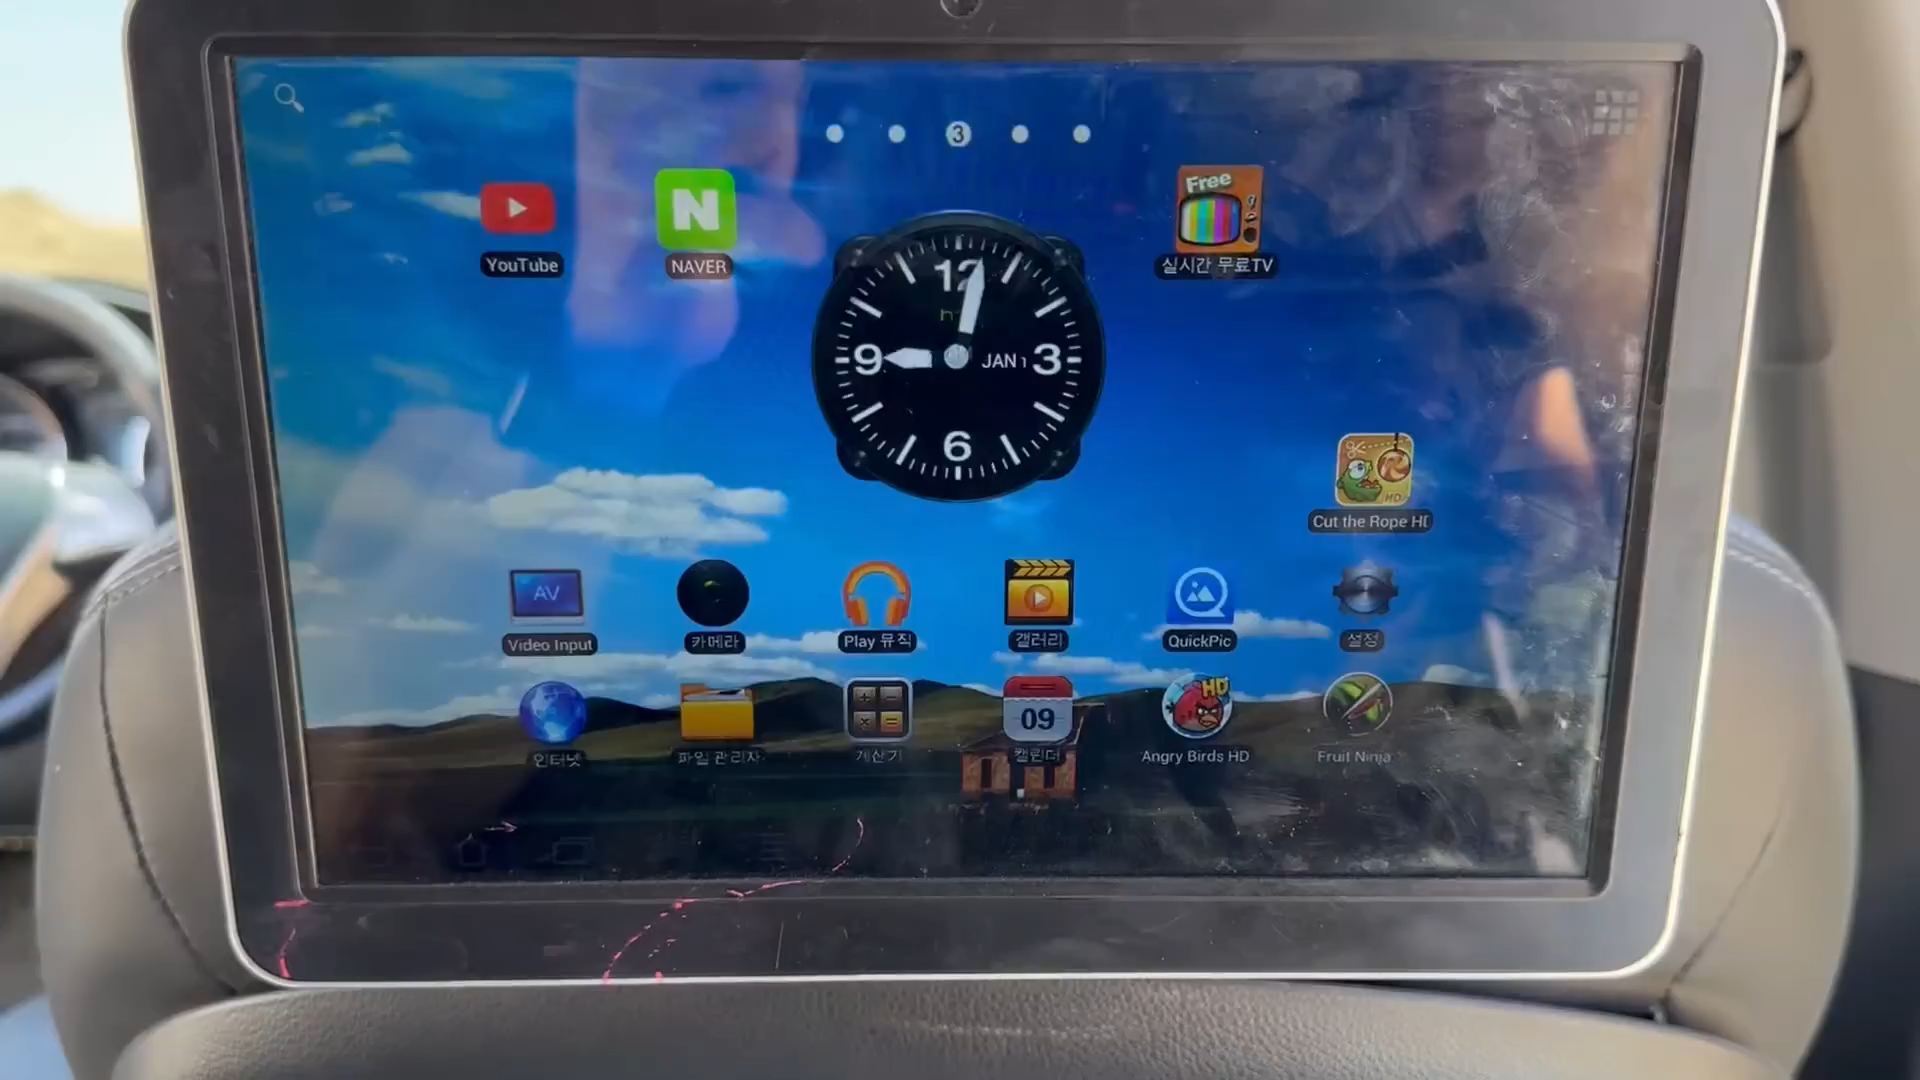 3
YouTube
N
NAVER
Free
실시간 무료TV
12
9
JAN 1
3
6
HD
Cut the Rope HD
AV
Video Input
카메라
Play 뮤직
갤러리
QuickPic
설정
09
HD
인터넷
파일 관리자
계산기
캘린더
Angry Birds HD
Fruit Ninja